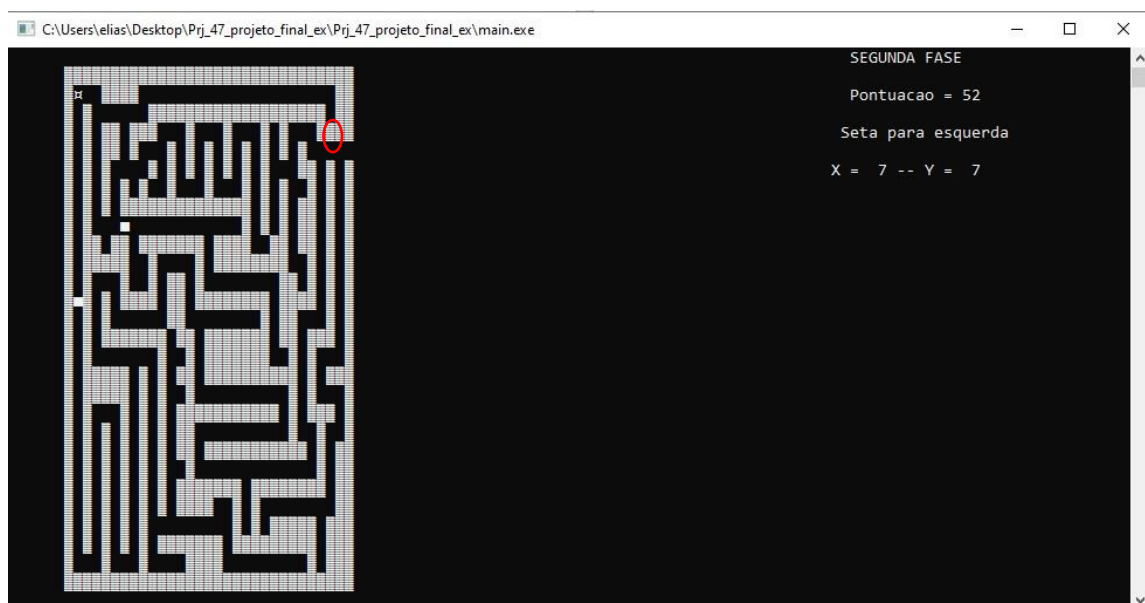 C:\Users\elias\Desktop\Prj_47_projeto_final_ex\Prj_47_projeto_final_ex\main.exe
SEGUNDA FASE
Pontuacao = 52
Seta para esquerda
X =  7 -- Y =  7